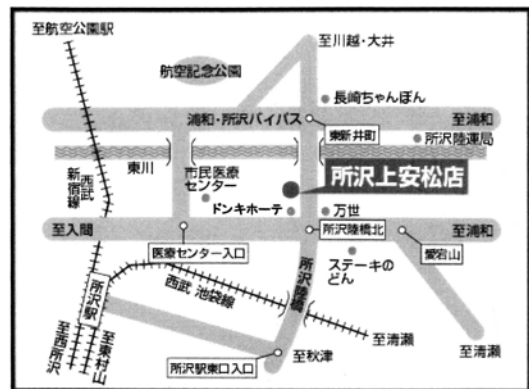 至航空公園駅
至川越・大井
航空記念公園
長崎ちゃんぽん
浦和・所沢バイパス
至浦和
東新井町
所沢陸運局
東川
市民医療
センター
所沢上安松店
西武
新宿線
ドンキホーテ
万世
至入間
所沢陸橋北
至浦和
医療センター入口
愛宕山
ステーキの
どん
所沢陸橋
西武 池袋線
所沢駅
至清瀬
至清瀬
至西所沢
至東村山
所沢駅東口入口
至秋津